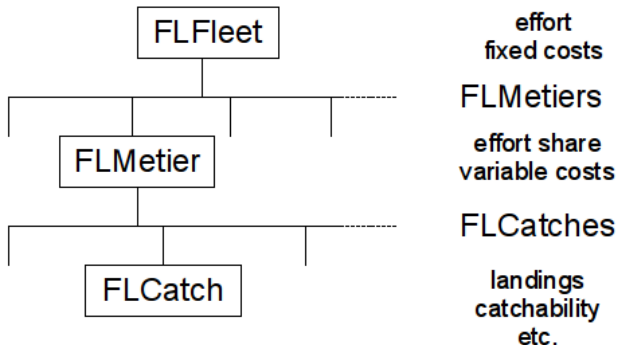 FLFleet
effort
fixed costs
FLMetiers
FLMetier
effort share
variable costs
FLCatches
FLCatch
landings
catchability
etc.